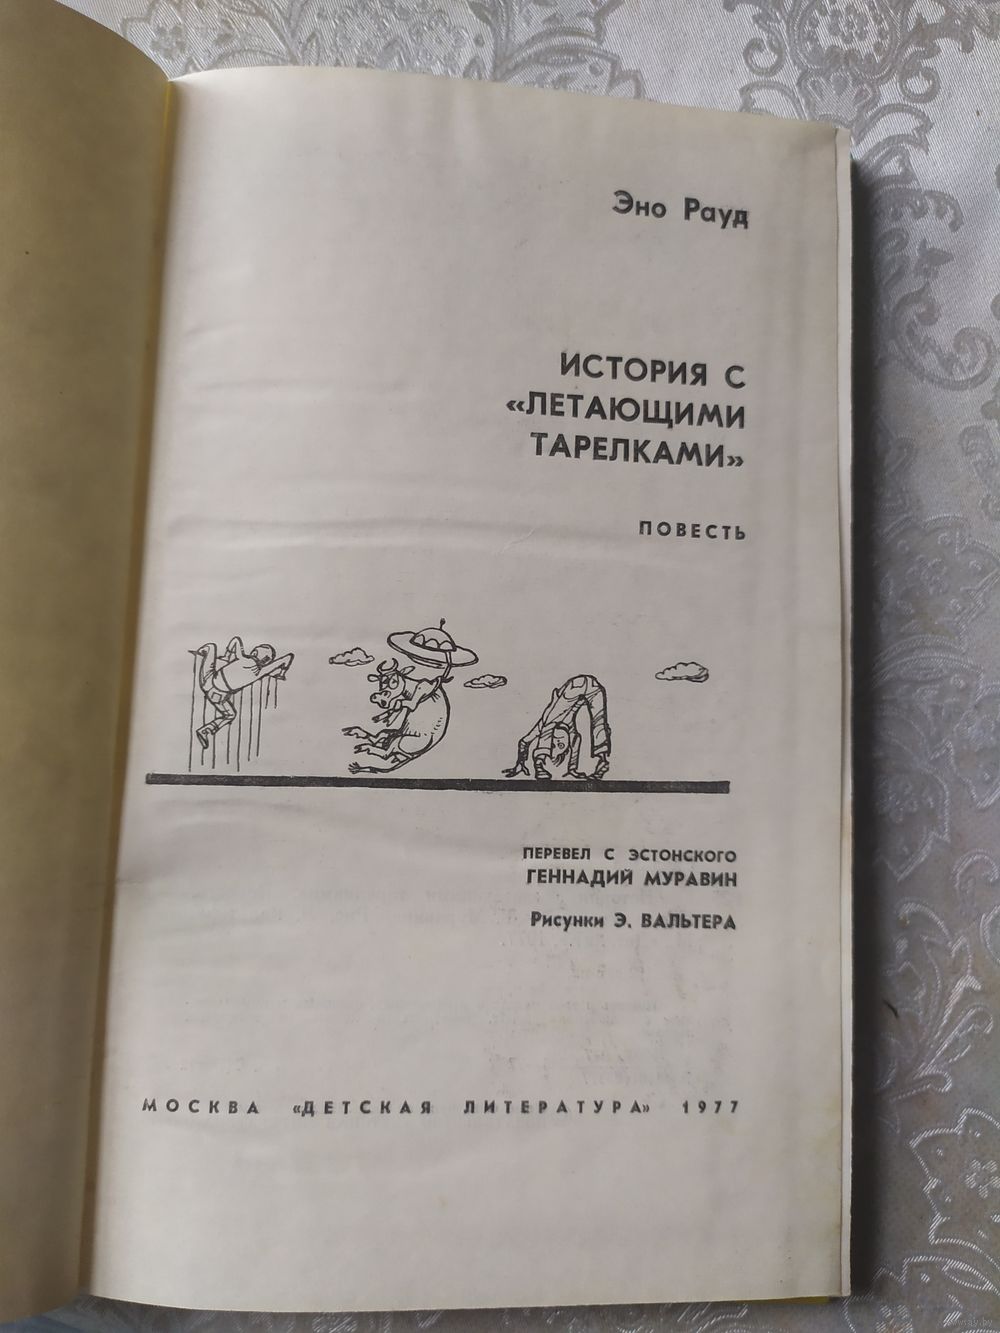 Эно Рауд
ИСТОРИЯ С
«ЛЕТАЮЩИМИ
ТАРЕЛКАМИ»
ПОВЕСТЬ
ПЕРЕВЕЛ С ЭСТОНСКОГО
ГЕННАДИЙ МУРАВИН
Рисунки Э. ВАЛЬТЕРА
МОСКВА «ДЕТСКАЯ ЛИТЕРАТУРА» 1977